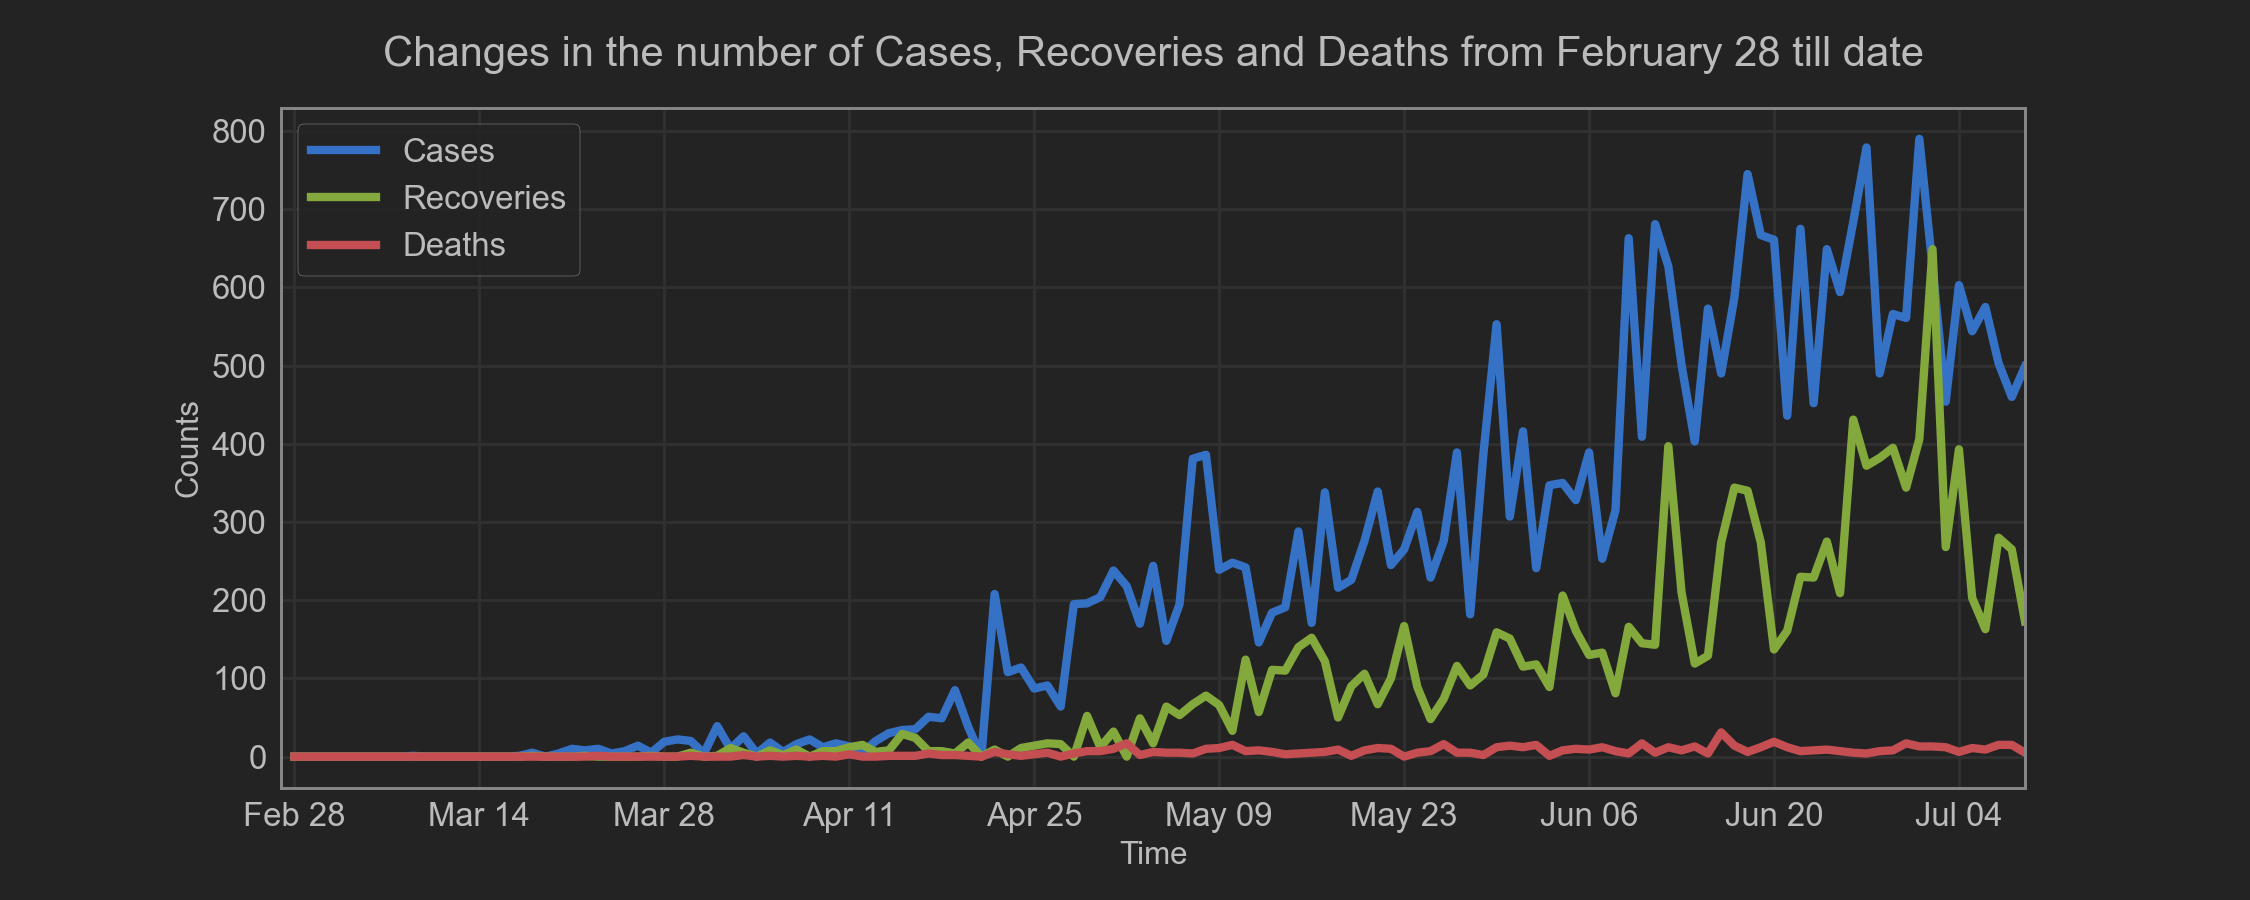 Changes in the number of Cases, Recoveries and Deaths from February 28 till date
Cases
Recoveries
Deaths
800
700
600
500
400
300
200
100
0
Counts
Feb 28
Mar 14
Mar 28
Apr 11
Apr 25
May 09
May 23
Jun 06
Jun 20
Jul 04
Time